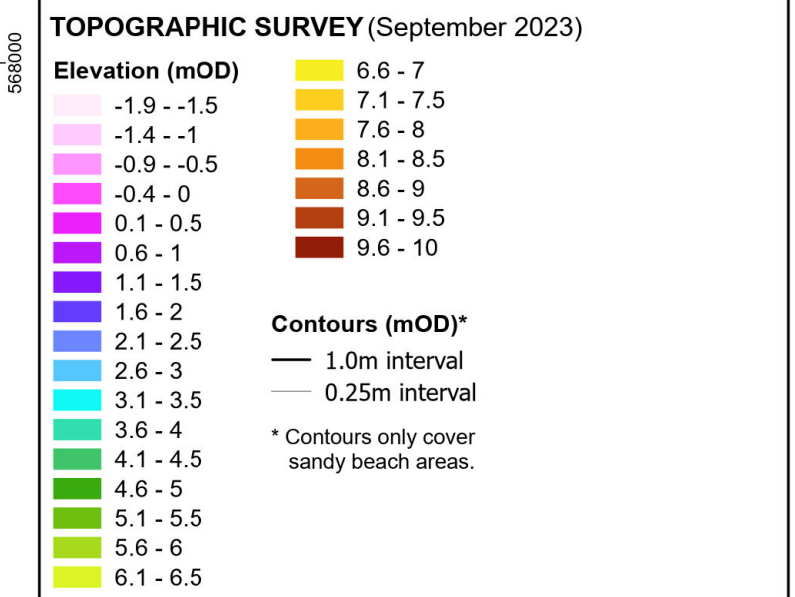 568000
TOPOGRAPHIC SURVEY (September 2023)
Elevation (mOD)
-1.9 - -1.5
-1.4 - -1
-0.9 - -0.5
-0.4 - 0
0.1 - 0.5
0.6 - 1
1.1 - 1.5
1.6 - 2
2.1 - 2.5
2.6 - 3
3.1 - 3.5
3.6 - 4
4.1 - 4.5
4.6 - 5
5.1 - 5.5
5.6 - 6
6.1 - 6.5
6.6 - 7
7.1 - 7.5
7.6 - 8
8.1 - 8.5
8.6 - 9
9.1 - 9.5
9.6 - 10
Contours (mOD)*
1.0m interval
0.25m interval
* Contours only cover
sandy beach areas.